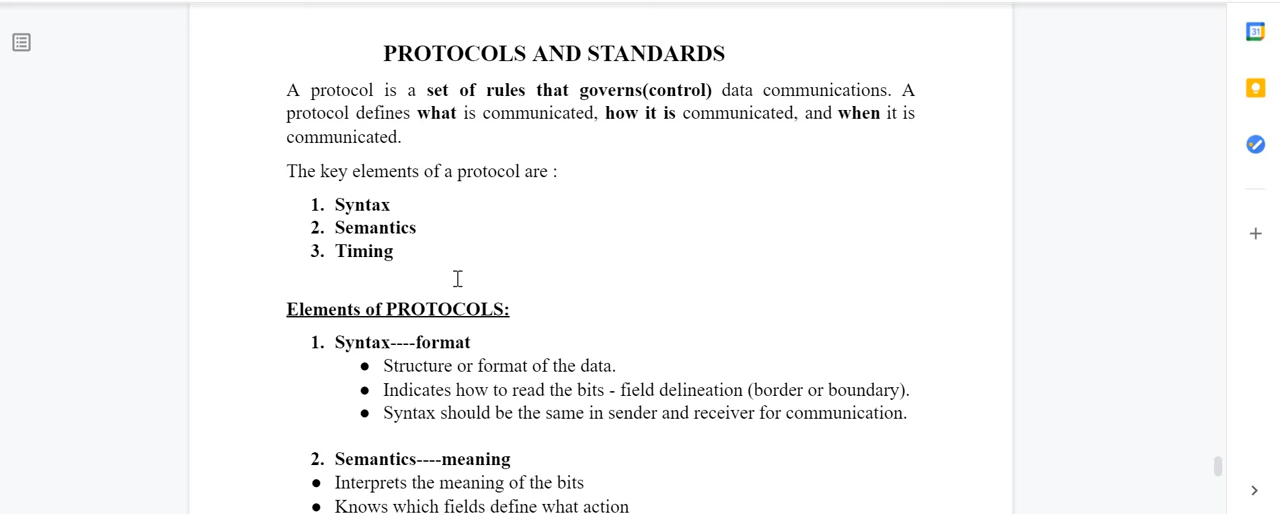 PROTOCOLS AND STANDARDS
A protocol is a set of rules that governs(control) data communications. A
protocol defines what is communicated, how it is communicated, and when it is
communicated.
The key elements of a protocol are :
1. Syntax
2. Semantics
3. Timing
Elements of PROTOCOLS:
1. Syntax----format
● Structure or format of the data.
● Indicates how to read the bits - field delineation (border or boundary).
● Syntax should be the same in sender and receiver for communication.
2. Semantics----meaning
● Interprets the meaning of the bits
● Knows which fields define what action
31